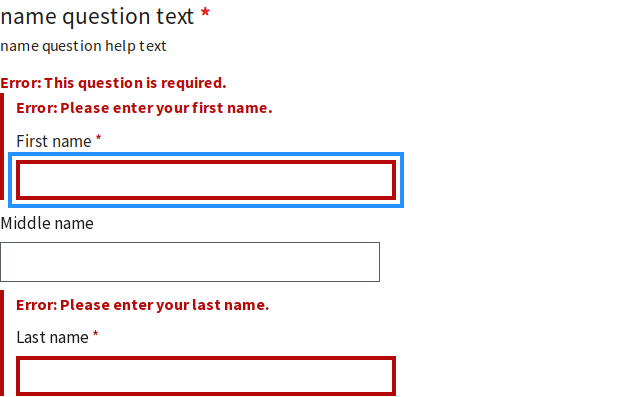 name question text *
name question help text
Error: This question is required.
Error: Please enter your first name.
First name *
Middle name
Error: Please enter your last name.
Last name *